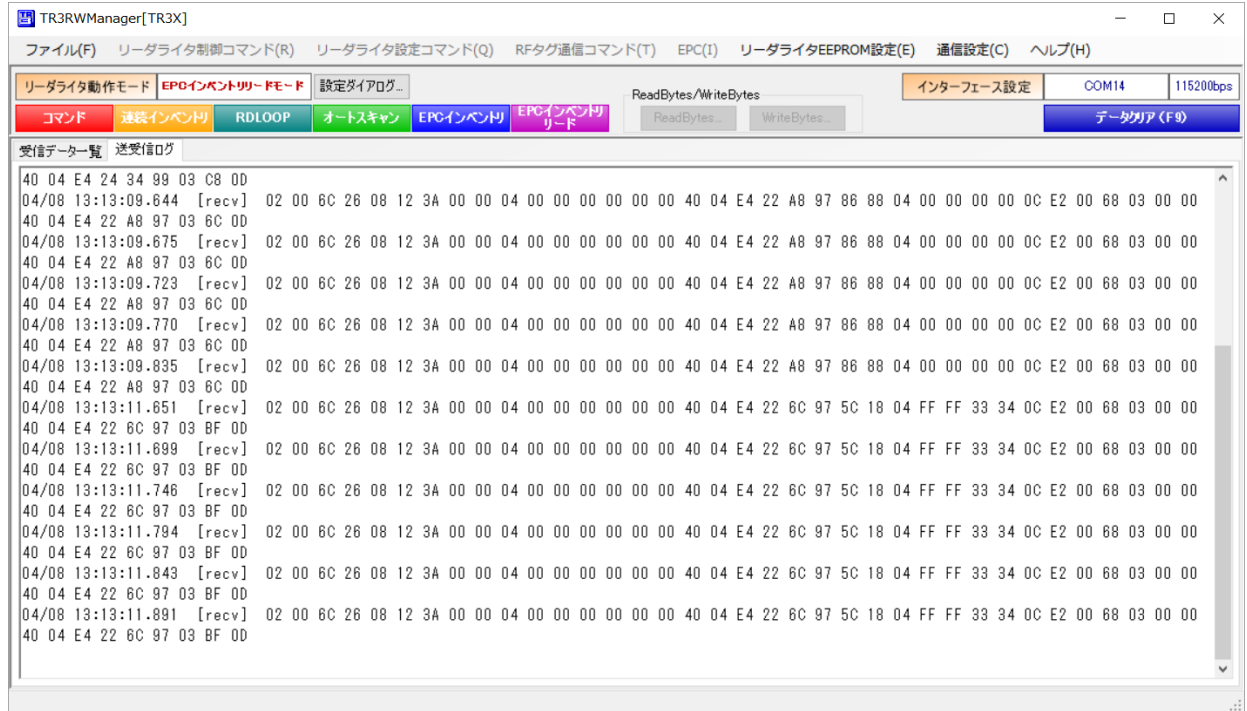 TR3RWManager[TR3X]
ファイル(F) リーダライタ制御コマンド(R) リーダライタ設定コマンド(Q) RFタグ通信コマンド(T) EPC(I) リーダライタEEPROM設定(E) 通信設定(C) ヘルプ(H)
リーダライタ動作モード EPCインベントリリードモード 設定ダイアログ... インターフェース設定 COM14 115200bps
ReadBytes/WriteBytes
コマンド 連続インベントリ RDLOOP オートスキャン EPCインベントリ EPCインベントリリード ReadBytes... WriteBytes... データクリア(F9)
受信データ一覧 送受信ログ
40 04 E4 24 34 99 03 C8 0D
04/08 13:13:09.644 [recv] 02 00 6C 26 08 12 3A 00 00 04 00 00 00 00 00 00 40 04 E4 22 A8 97 86 88 04 00 00 00 00 0C E2 00 68 03 00 00
40 04 E4 22 A8 97 03 6C 0D
04/08 13:13:09.675 [recv] 02 00 6C 26 08 12 3A 00 00 04 00 00 00 00 00 00 40 04 E4 22 A8 97 86 88 04 00 00 00 00 0C E2 00 68 03 00 00
40 04 E4 22 A8 97 03 6C 0D
04/08 13:13:09.723 [recv] 02 00 6C 26 08 12 3A 00 00 04 00 00 00 00 00 00 40 04 E4 22 A8 97 86 88 04 00 00 00 00 0C E2 00 68 03 00 00
40 04 E4 22 A8 97 03 6C 0D
04/08 13:13:09.770 [recv] 02 00 6C 26 08 12 3A 00 00 04 00 00 00 00 00 00 40 04 E4 22 A8 97 86 88 04 00 00 00 00 0C E2 00 68 03 00 00
40 04 E4 22 A8 97 03 6C 0D
04/08 13:13:09.835 [recv] 02 00 6C 26 08 12 3A 00 00 04 00 00 00 00 00 00 40 04 E4 22 A8 97 86 88 04 00 00 00 00 0C E2 00 68 03 00 00
40 04 E4 22 A8 97 03 6C 0D
04/08 13:13:11.651 [recv] 02 00 6C 26 08 12 3A 00 00 04 00 00 00 00 00 00 40 04 E4 22 6C 97 5C 18 04 FF FF 33 34 0C E2 00 68 03 00 00
40 04 E4 22 6C 97 03 BF 0D
04/08 13:13:11.699 [recv] 02 00 6C 26 08 12 3A 00 00 04 00 00 00 00 00 00 40 04 E4 22 6C 97 5C 18 04 FF FF 33 34 0C E2 00 68 03 00 00
40 04 E4 22 6C 97 03 BF 0D
04/08 13:13:11.746 [recv] 02 00 6C 26 08 12 3A 00 00 04 00 00 00 00 00 00 40 04 E4 22 6C 97 5C 18 04 FF FF 33 34 0C E2 00 68 03 00 00
40 04 E4 22 6C 97 03 BF 0D
04/08 13:13:11.794 [recv] 02 00 6C 26 08 12 3A 00 00 04 00 00 00 00 00 00 40 04 E4 22 6C 97 5C 18 04 FF FF 33 34 0C E2 00 68 03 00 00
40 04 E4 22 6C 97 03 BF 0D
04/08 13:13:11.843 [recv] 02 00 6C 26 08 12 3A 00 00 04 00 00 00 00 00 00 40 04 E4 22 6C 97 5C 18 04 FF FF 33 34 0C E2 00 68 03 00 00
40 04 E4 22 6C 97 03 BF 0D
04/08 13:13:11.891 [recv] 02 00 6C 26 08 12 3A 00 00 04 00 00 00 00 00 00 40 04 E4 22 6C 97 5C 18 04 FF FF 33 34 0C E2 00 68 03 00 00
40 04 E4 22 6C 97 03 BF 0D